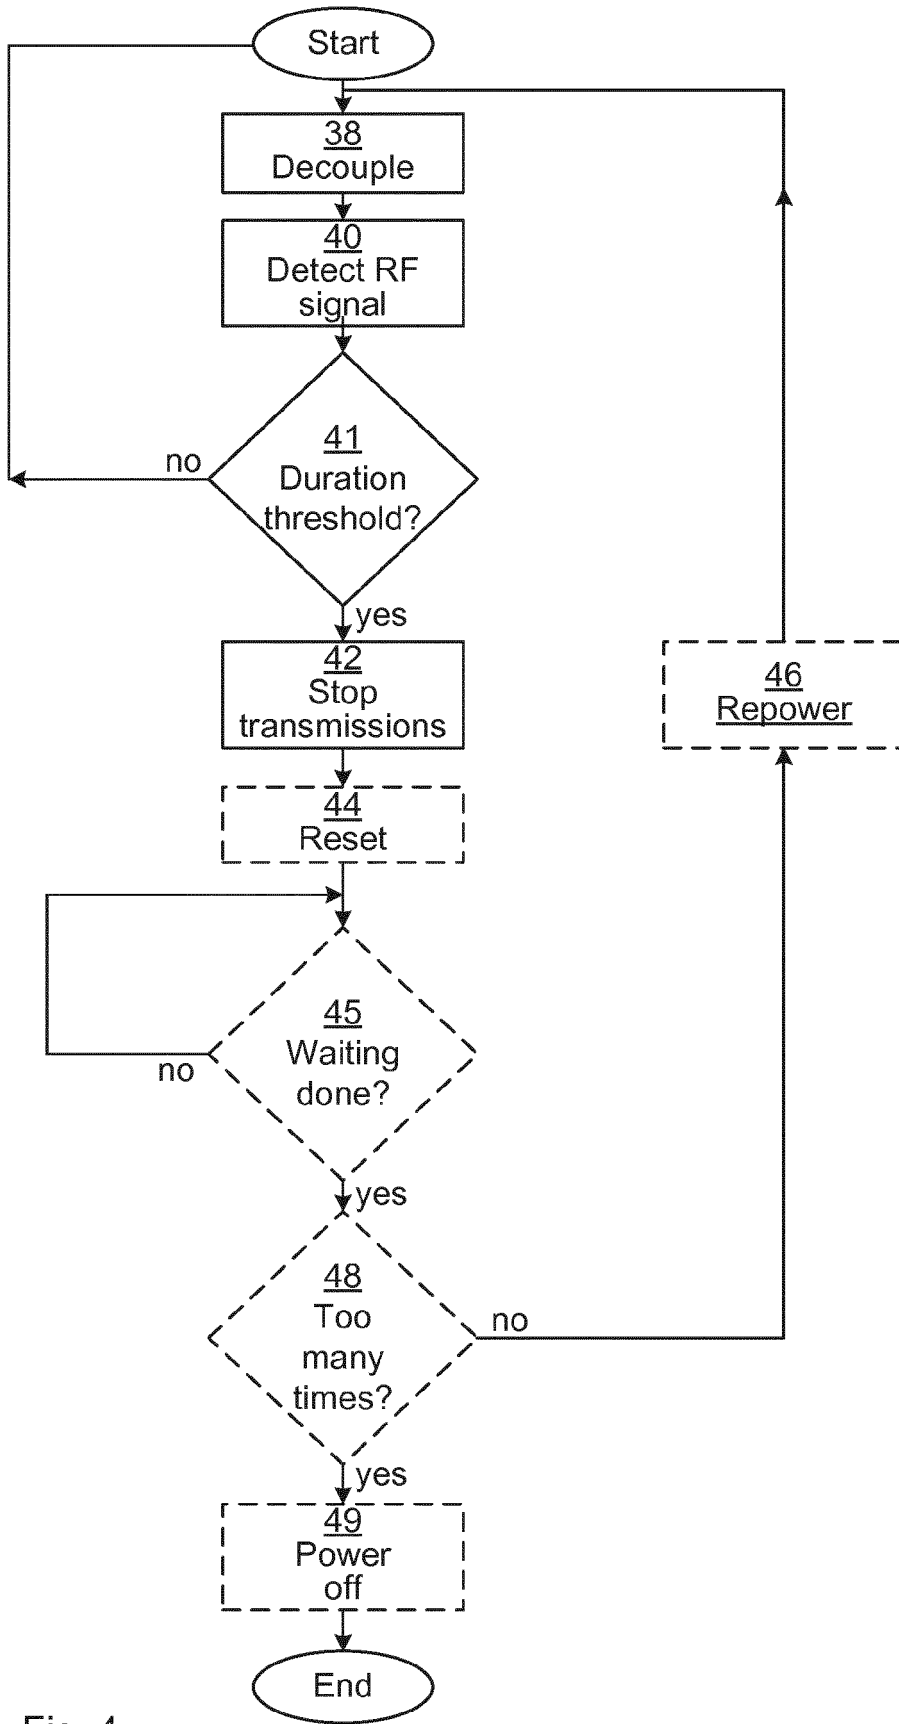 Start
38
Decouple
40
Detect RF
signal
41
Duration
threshold?
no
yes
42
Stop
transmissions
46
Repower
44
Reset
45
Waiting
done?
no
yes
48
Too
many
times?
no
yes
49
Power
off
End